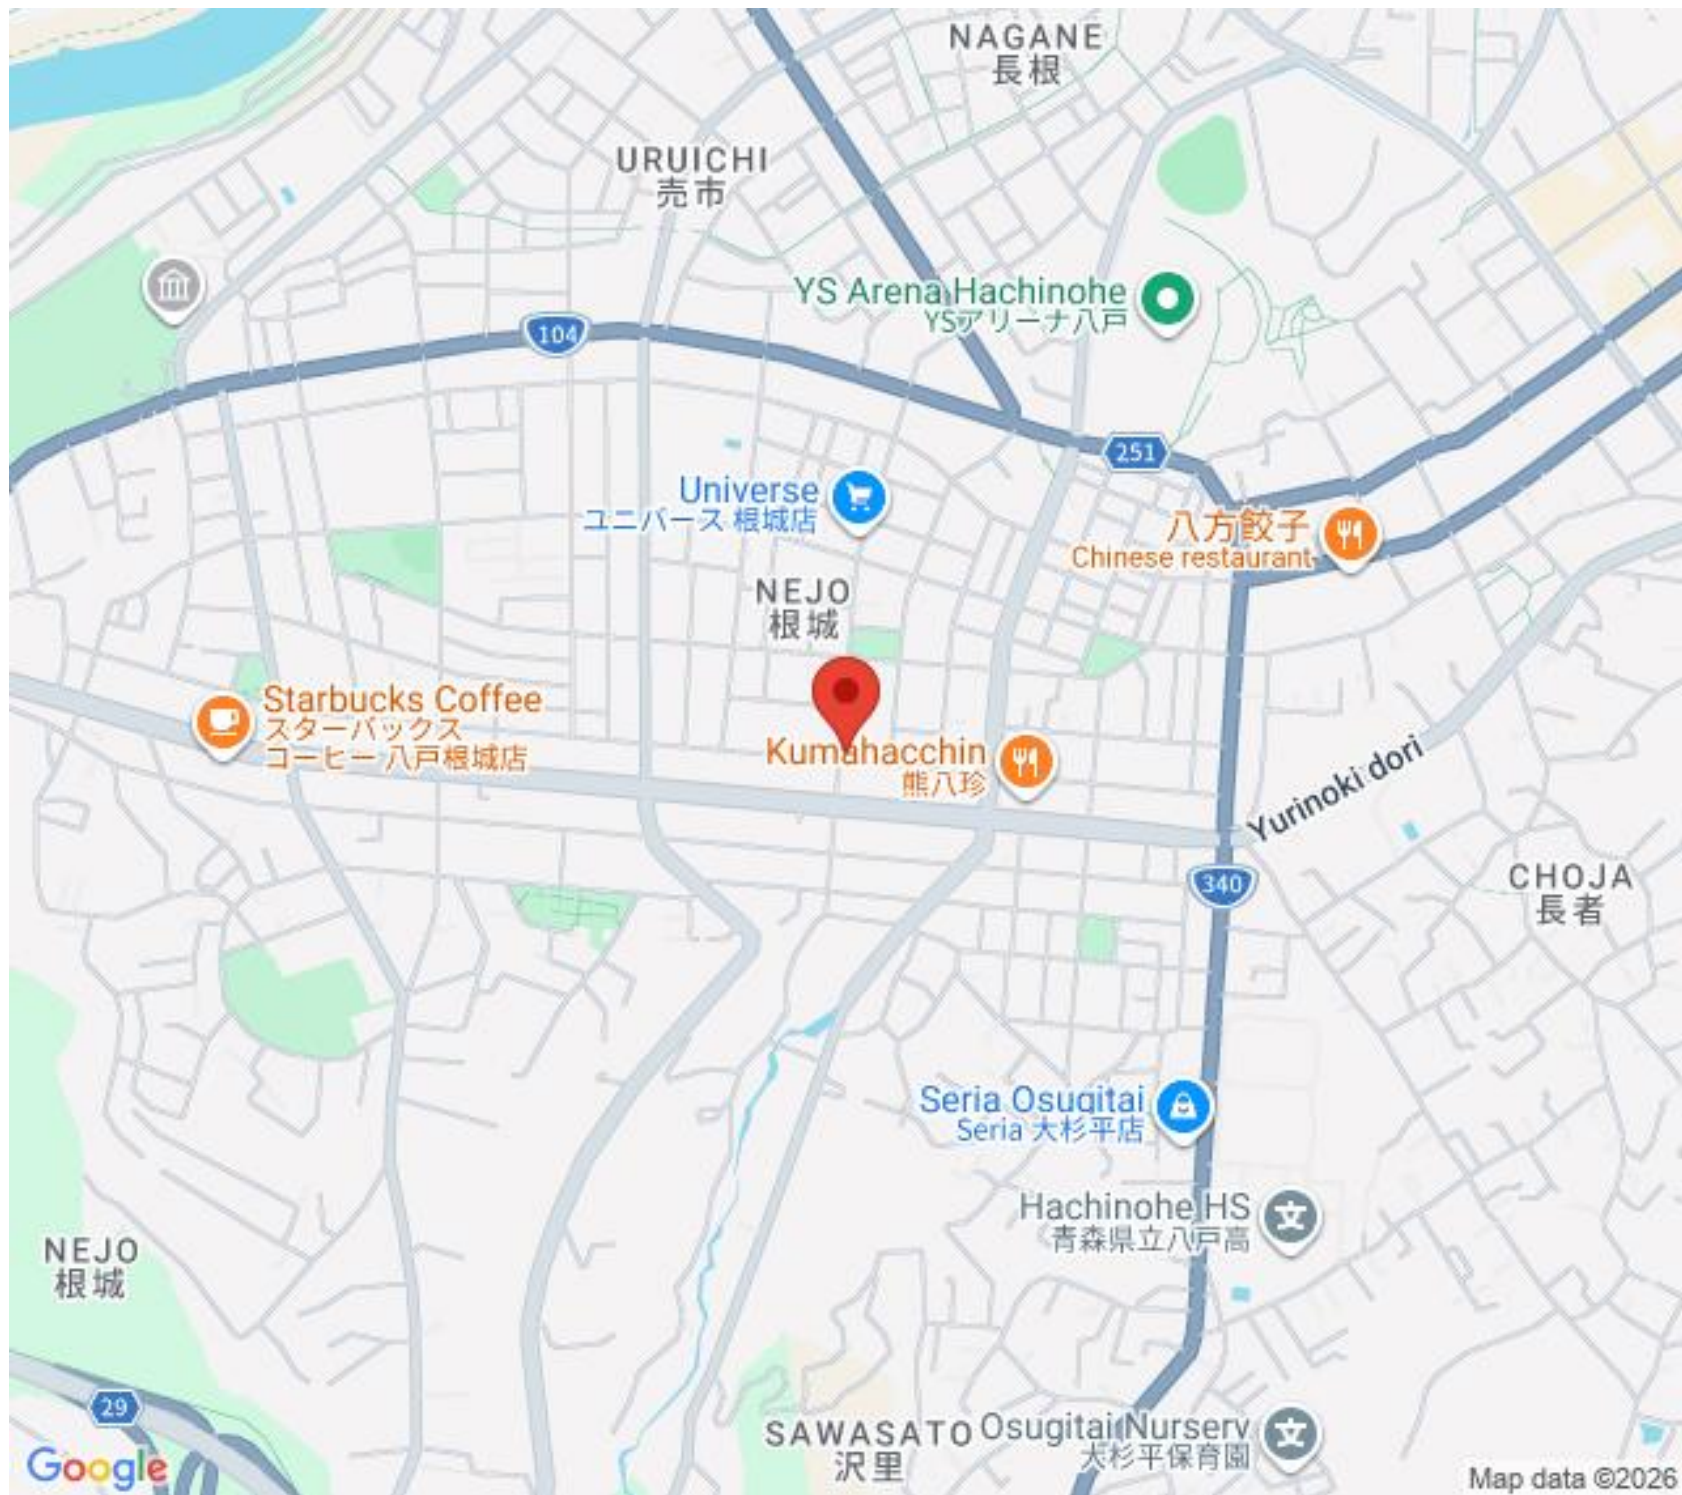 NAGANE
長根
URUICHI
売市
YS Arena Hachinohe
YSアリーナ八戸
104
251
Universe
ユニバース 根城店
八方餃子
Chinese restaurant
NEJO
根城
Starbucks Coffee
スターバックス
コーヒー 八戸根城店
Kumahacchin
熊八珍
Yurinoki dori
340
CHOJA
長者
Seria Osugitai
Seria 大杉平店
Hachinohe HS
青森県立八戸高
文
NEJO
根城
29
SAWASATO
沢里
Osugitai Nursery
大杉平保育園
文
Google
Map data ©2026